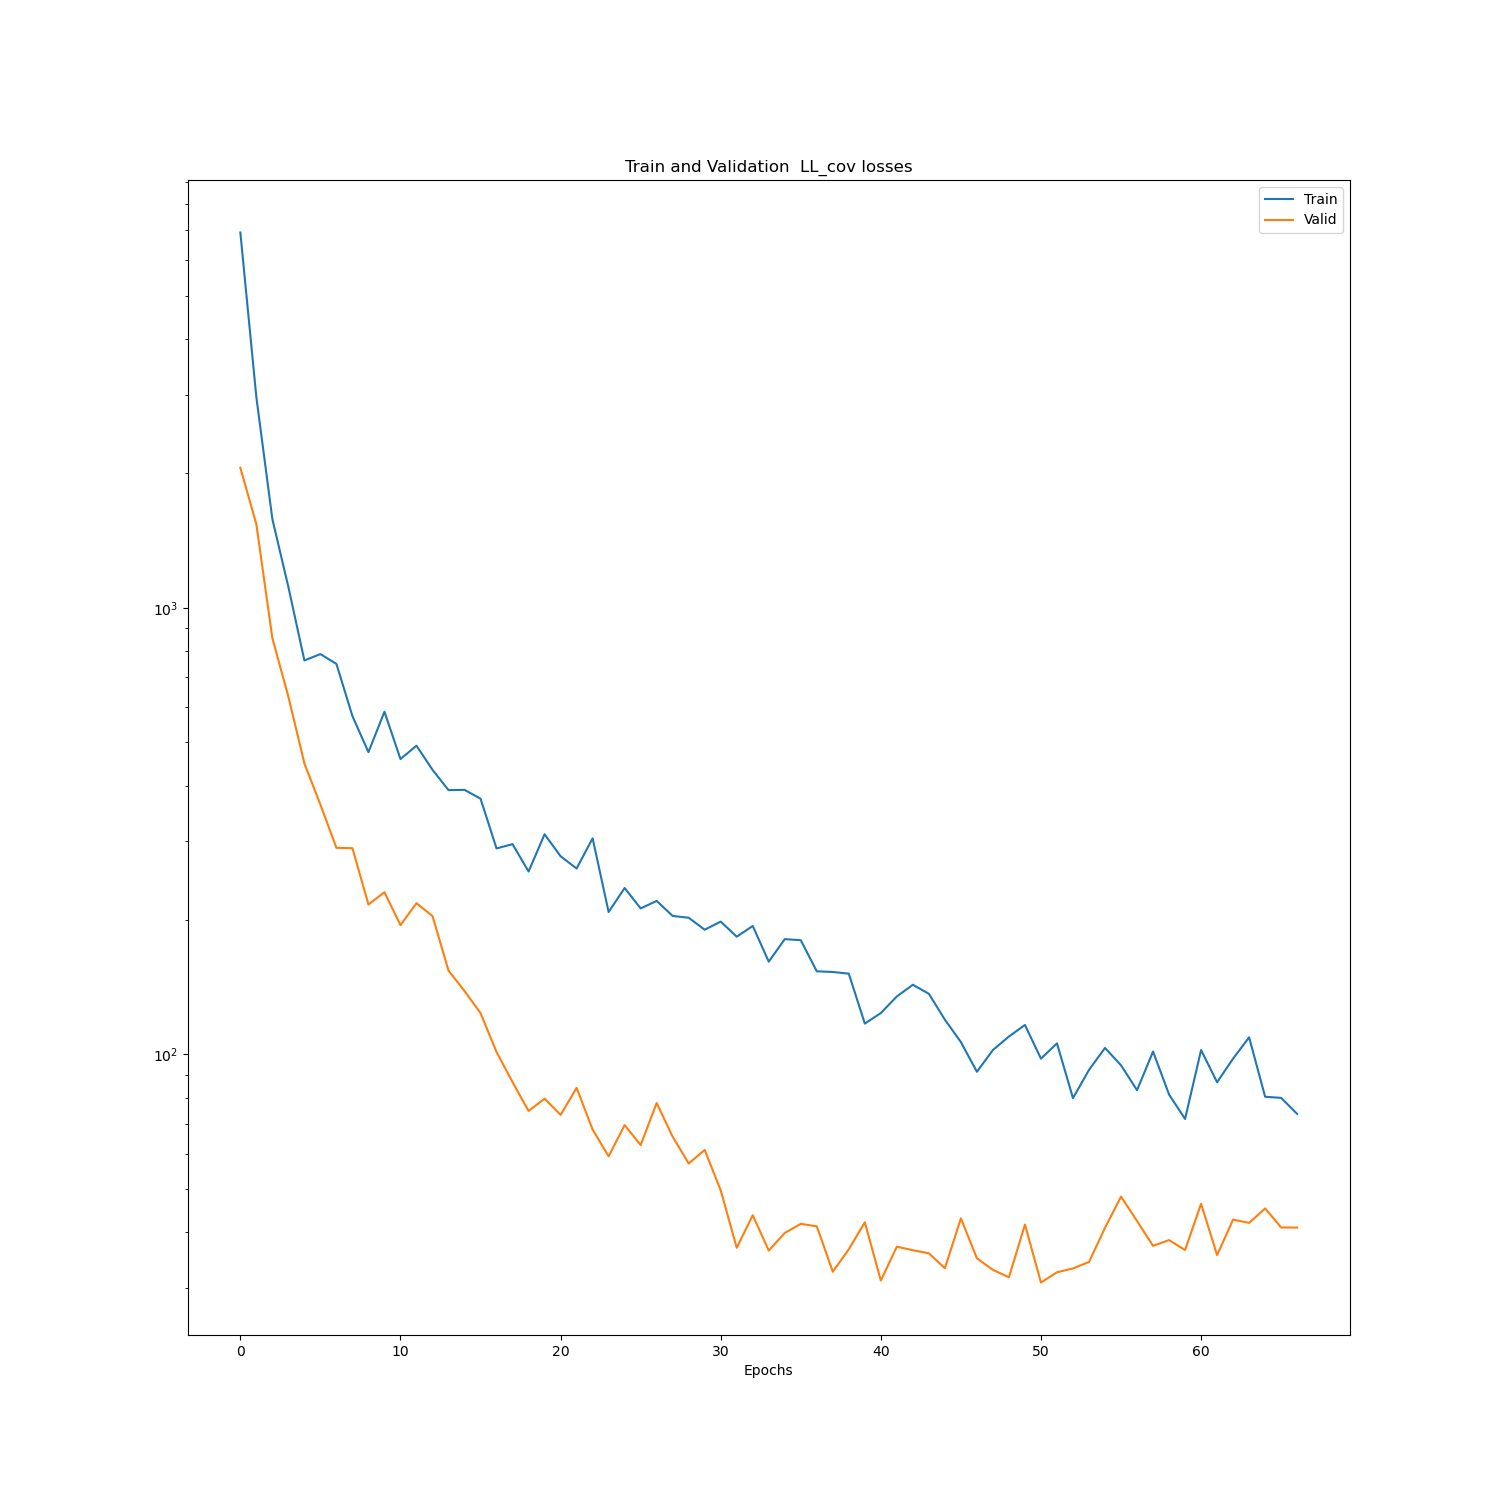 Train and Validation  LL_cov losses
Train
Valid
10³
10²
0 10 20 30 40 50 60
Epochs